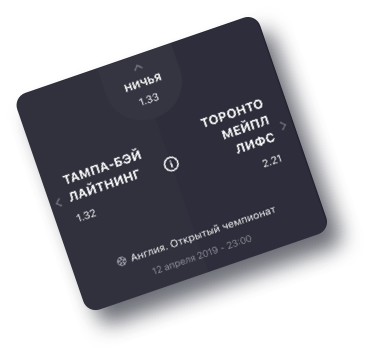 НИЧЬЯ
1.33
ТАМПА-БЭЙ
ЛАЙТНИНГ
1.32
ТОРОНТО
МЕЙПЛ
ЛИФС
2.21
Англия. Открытый чемпионат
12 апреля 2019 - 23:00